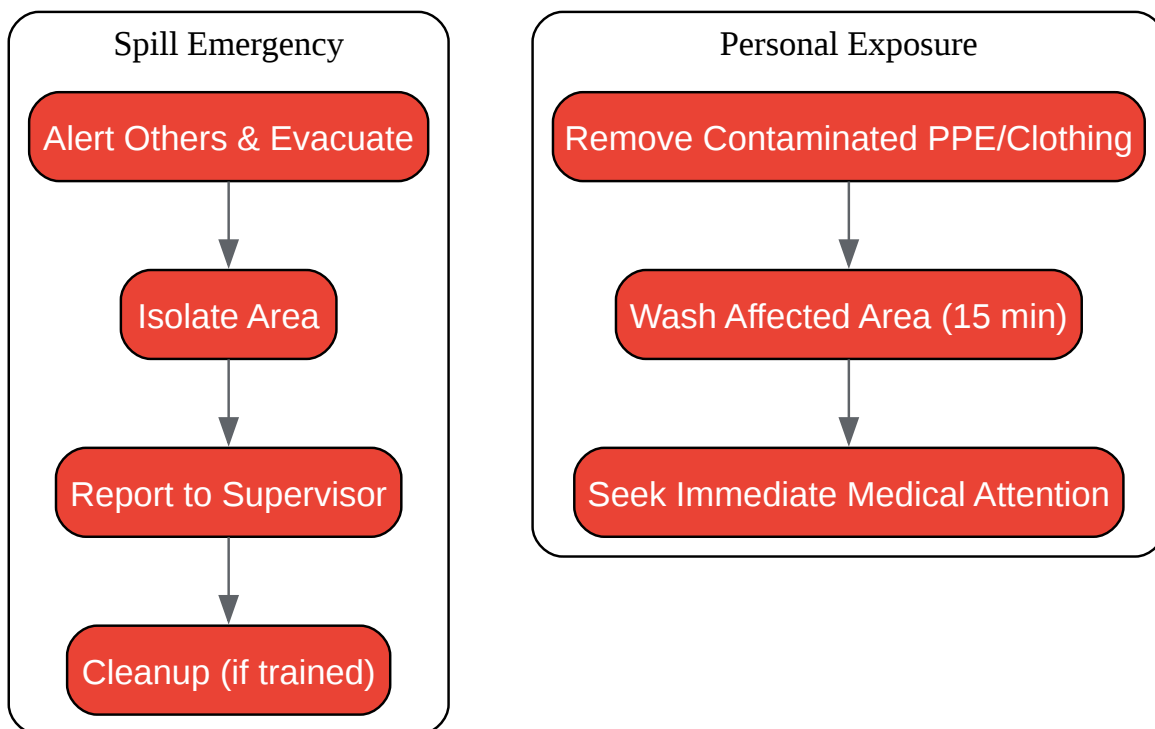 Spill Emergency
Alert Others & Evacuate
Isolate Area
Report to Supervisor
Cleanup (if trained)
Personal Exposure
Remove Contaminated PPE/Clothing
Wash Affected Area (15 min)
Seek Immediate Medical Attention